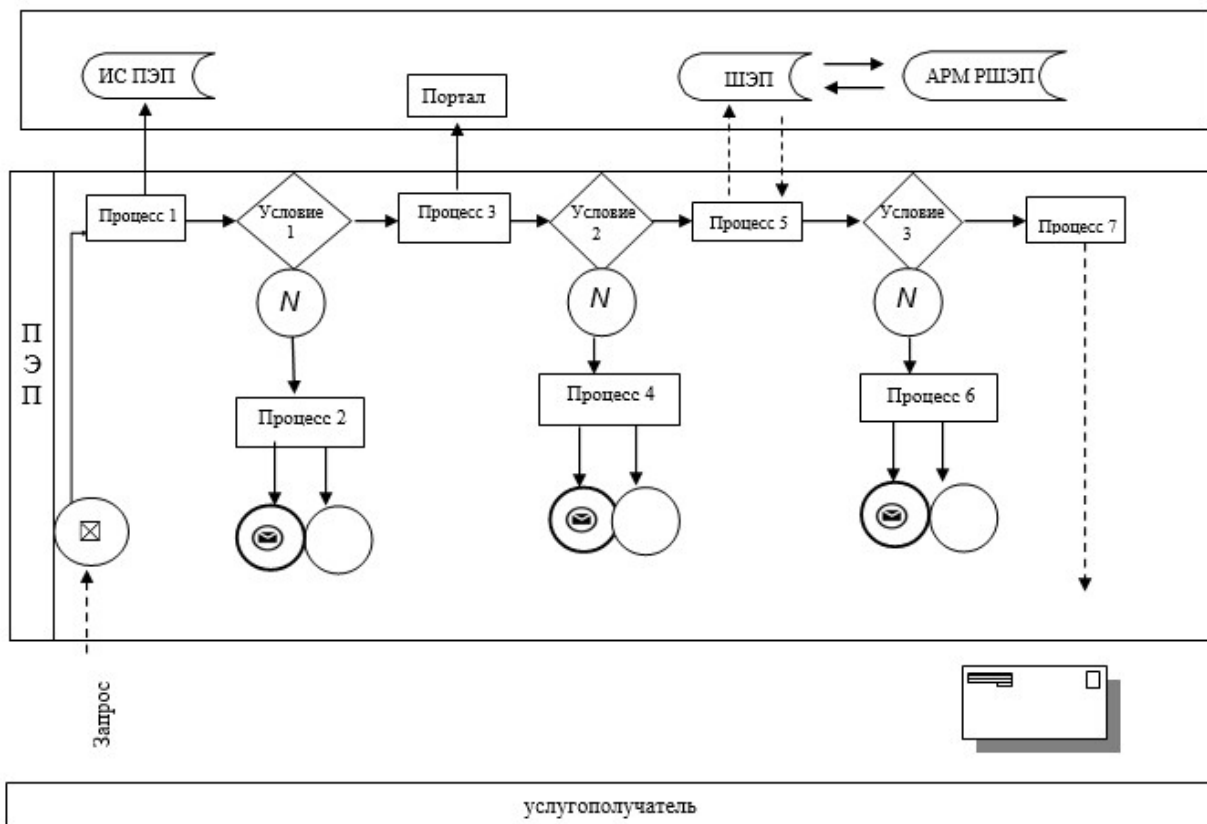 ИС ПЭП
Портал
ШЭП
АРМ РШЭП
Процесс 1
Условие
1
Процесс 3
Условие
2
Процесс 5
Условие
3
Процесс 7
N
N
N
П
Э
П
Процесс 2
Процесс 4
Процесс 6
Запрос
услугополучатель